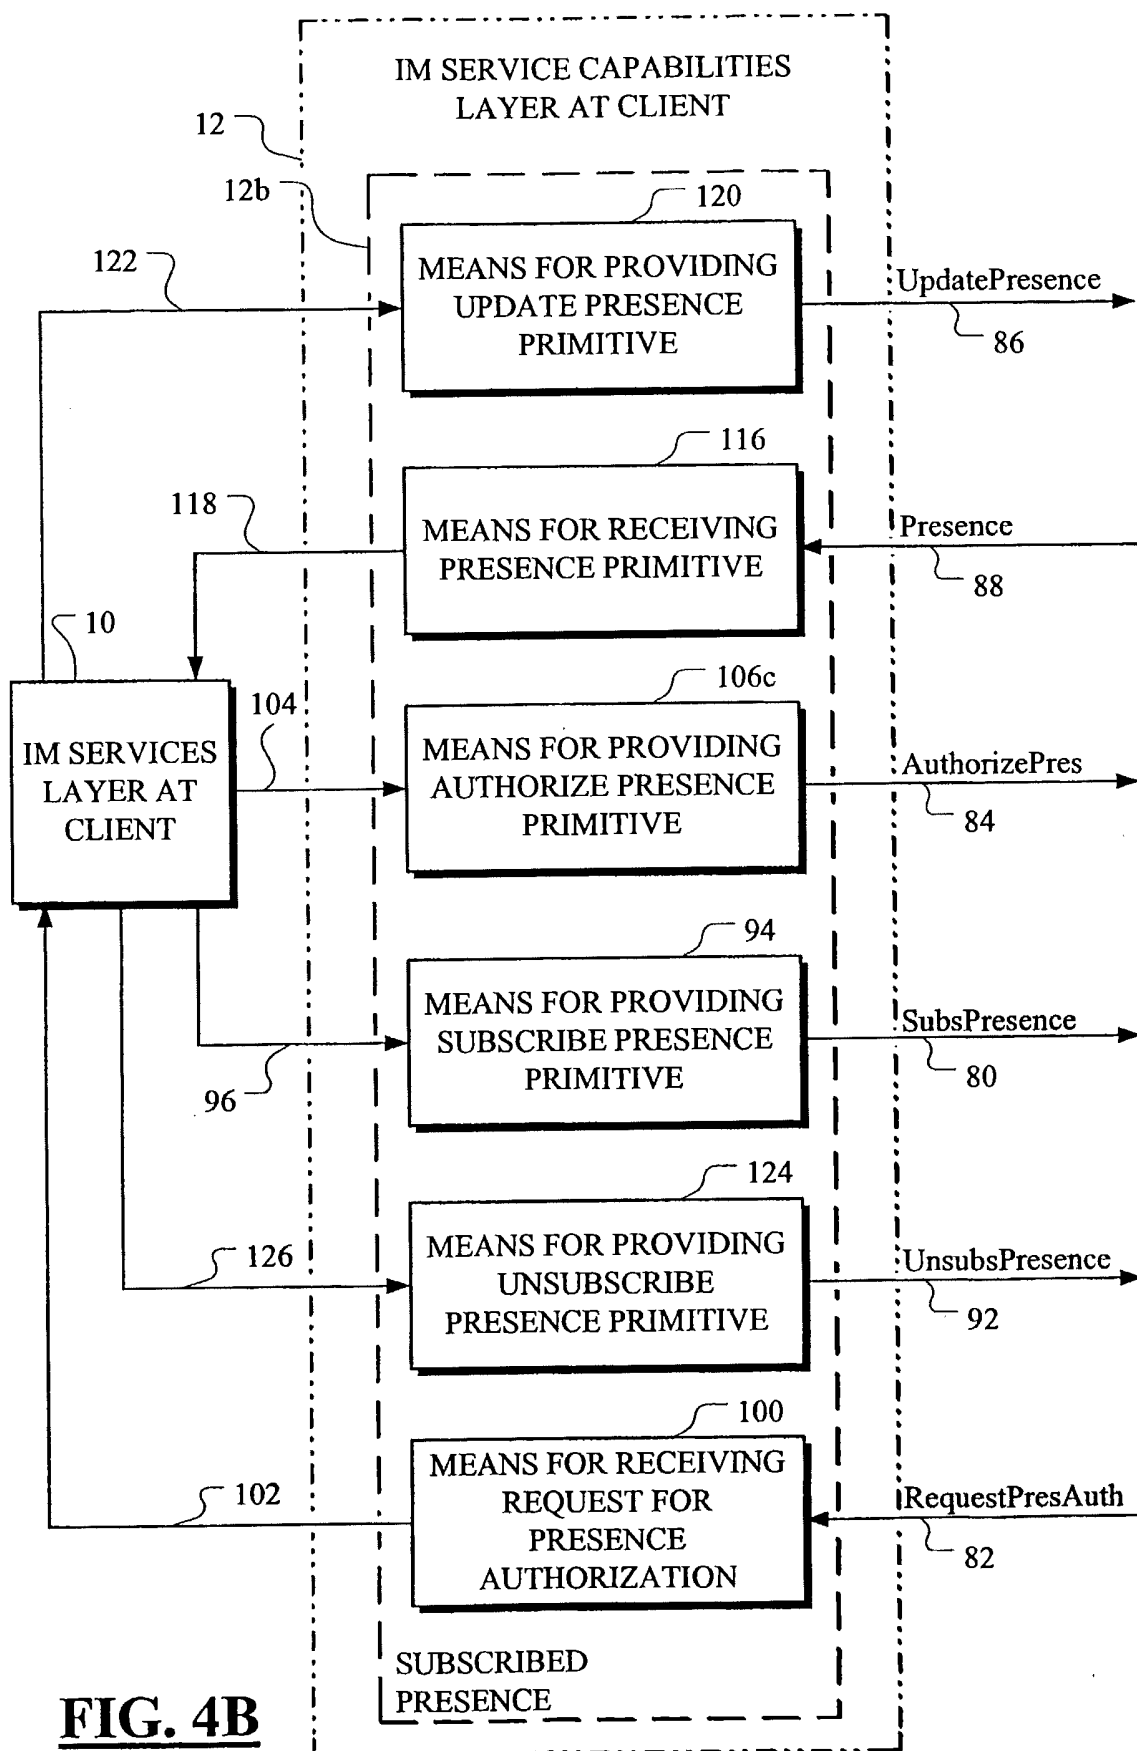 IM SERVICE CAPABILITIES
LAYER AT CLIENT
12
12b
120
122
MEANS FOR PROVIDING
UPDATE PRESENCE
PRIMITIVE
UpdatePresence
86
116
118
MEANS FOR RECEIVING
PRESENCE PRIMITIVE
Presence
88
10
IM SERVICES
LAYER AT
CLIENT
104
106c
MEANS FOR PROVIDING
AUTHORIZE PRESENCE
PRIMITIVE
AuthorizePres
84
94
MEANS FOR PROVIDING
SUBSCRIBE PRESENCE
PRIMITIVE
SubsPresence
80
96
124
126
MEANS FOR PROVIDING
UNSUBSCRIBE
PRESENCE PRIMITIVE
UnsubsPresence
92
100
102
MEANS FOR RECEIVING
REQUEST FOR
PRESENCE
AUTHORIZATION
RequestPresAuth
82
SUBSCRIBED
PRESENCE
FIG. 4B